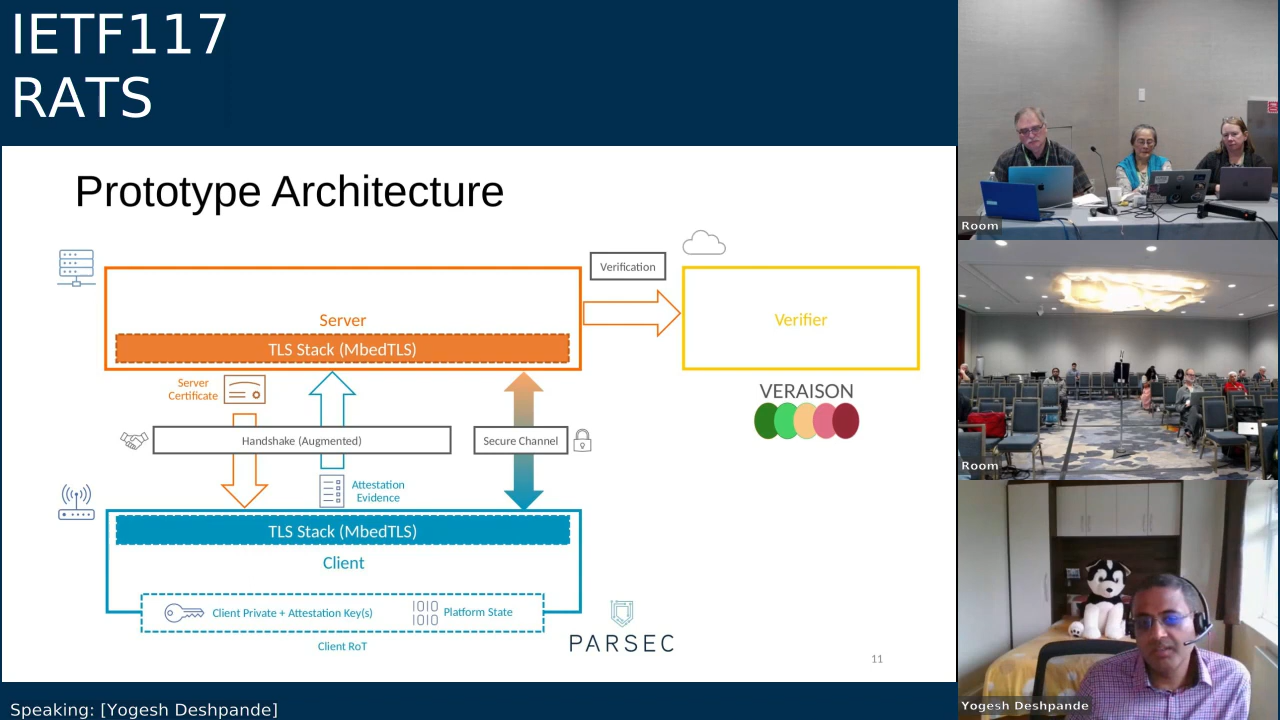 IETF117
RATS
Prototype Architecture
Verification
Server
TLS Stack (MbedTLS)
Verifier
Server
Certificate
VERAISON
Handshake (Augmented)
Secure Channel
Attestation
Evidence
TLS Stack (MbedTLS)
Client
Client Private + Attestation Key(s)
IOIO
IOIO
Platform State
Client RoT
PARSEC
11
Room
Room
Yogesh Deshpande
Speaking: [Yogesh Deshpande]